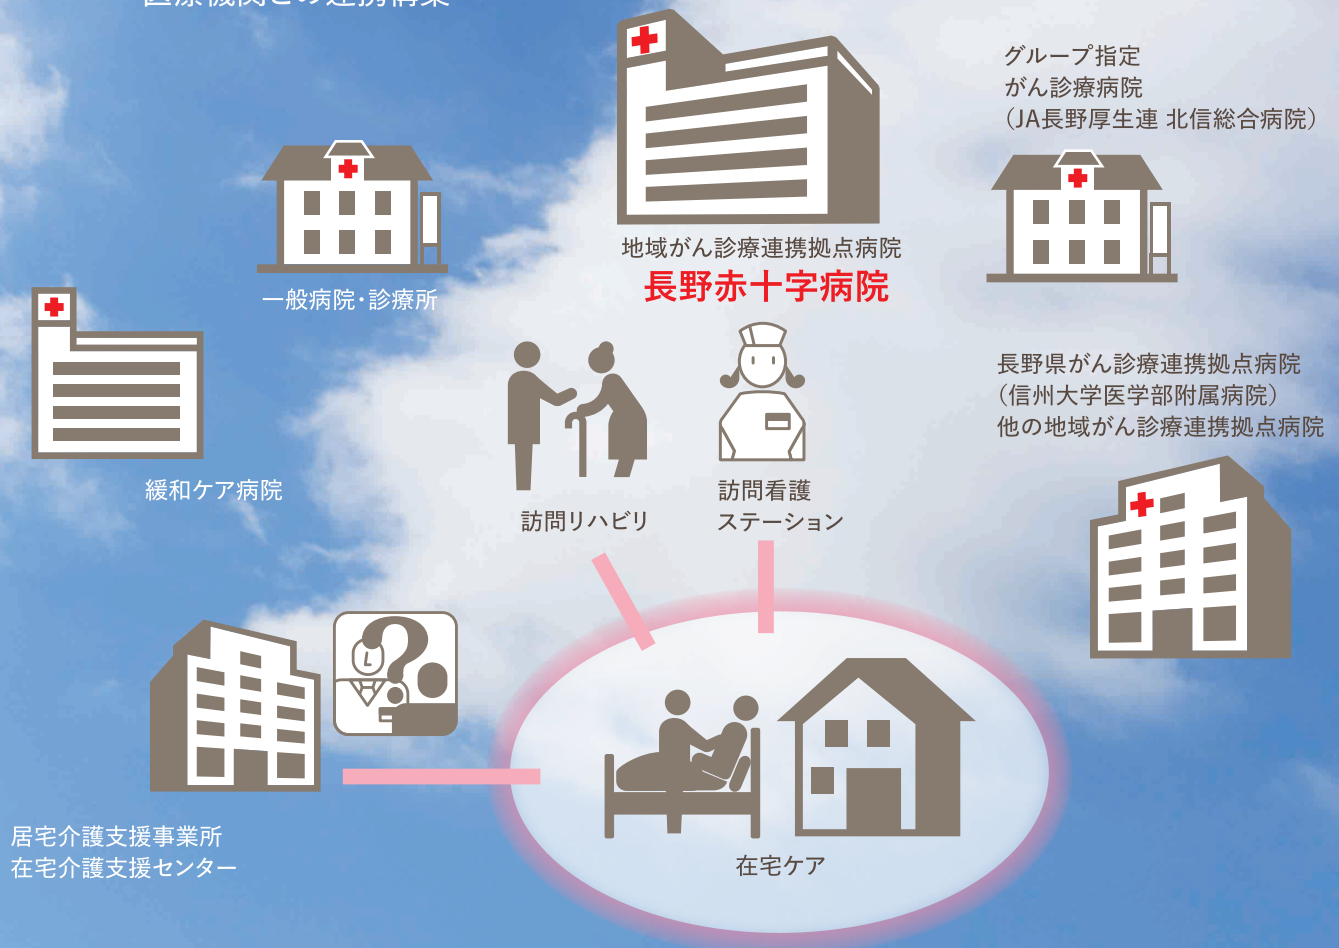 グループ指定
がん診療病院
（JA長野厚生連 北信総合病院）
地域がん診療連携拠点病院
長野赤十字病院
一般病院・診療所
長野県がん診療連携拠点病院
（信州大学医学部附属病院）
他の地域がん診療連携拠点病院
緩和ケア病院
訪問リハビリ
訪問看護
ステーション
居宅介護支援事業所
在宅介護支援センター
在宅ケア